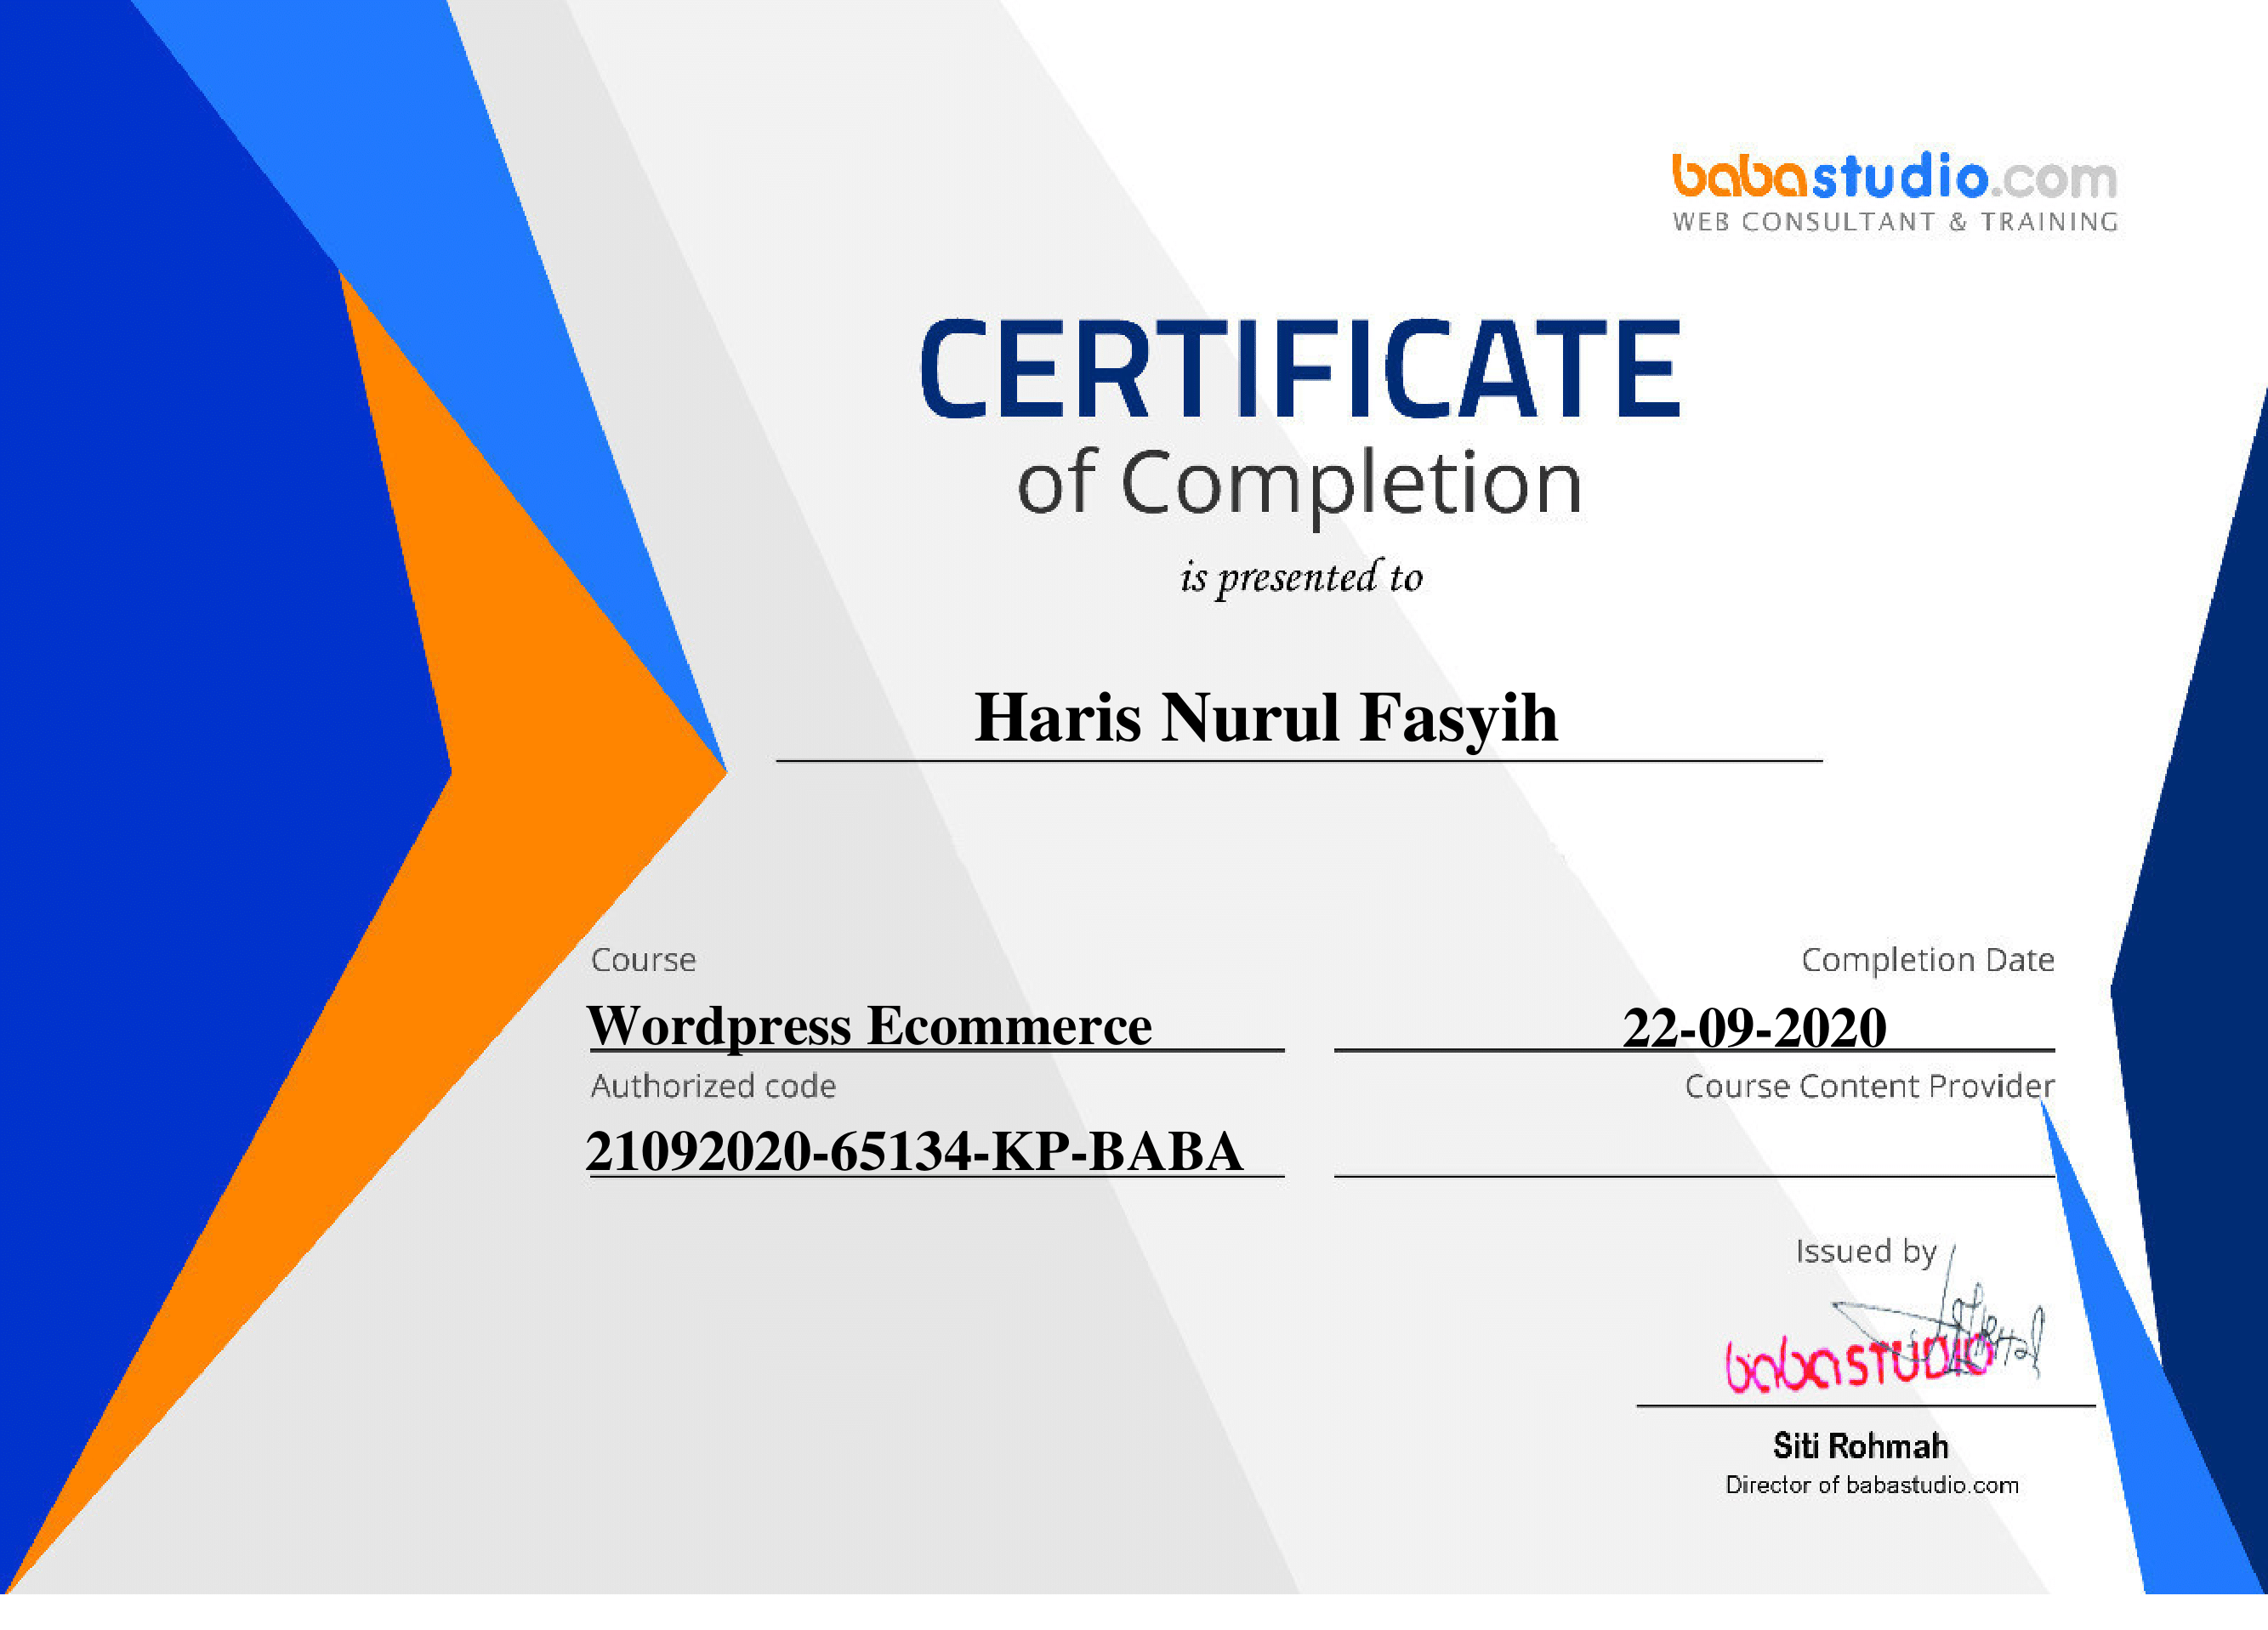 babastudio.com
WEB CONSULTANT & TRAINING
CERTIFICATE
of Completion
is presented to
Haris Nurul Fasyih
Course
Completion Date
Wordpress Ecommerce
22-09-2020
Authorized code
Course Content Provider
21092020-65134-KP-BABA
Issued by
babaSTUDIO
Siti Rohmah
Director of babastudio.com